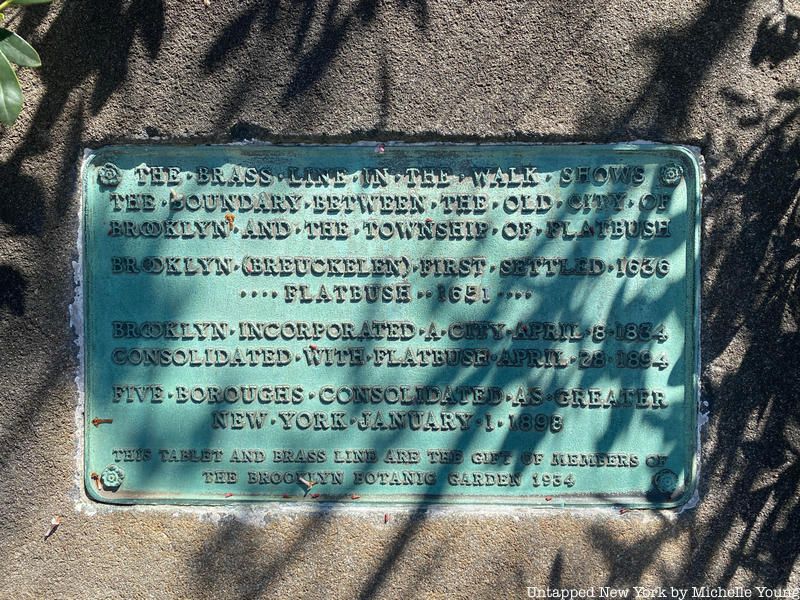 THE·BRASS·LINE·IN·THE·WALK·SHOWS
THE·BOUNDARY·BETWEEN·THE·OLD·CITY·OF
BROOKLYN·AND·THE·TOWNSHIP·OF·FLATBUSH
BROOKLYN·(BREUCKELEN)·FIRST·SETTLED·1636
····FLATBUSH··1651····
BROOKLYN·INCORPORATED·A·CITY·APRIL·8·1834
CONSOLIDATED·WITH·FLATBUSH·APRIL·28·1894
FIVE·BOROUGHS·CONSOLIDATED·AS·GREATER
NEW·YORK·JANUARY·1·1898
THIS TABLET AND BRASS LINE ARE THE GIFT OF MEMBERS OF
THE BROOKLYN BOTANIC GARDEN 1934
Untapped New York by Michelle Young